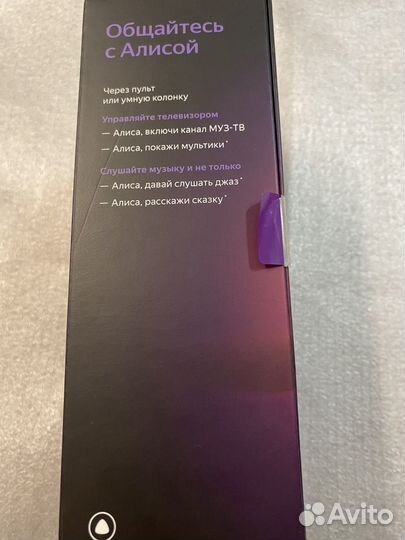 Общайтесь
с Алисой
Через пульт
или умную колонку
Управляйте телевизором
— Алиса, включи канал МУЗ-ТВ
— Алиса, покажи мультики*
Слушайте музыку и не только
— Алиса, давай слушать джаз*
— Алиса, расскажи сказку*
Avito